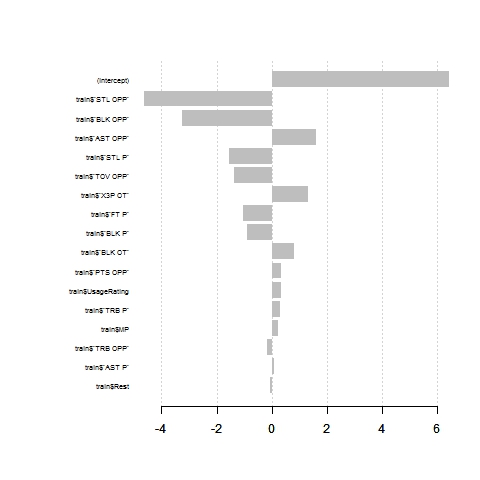 (Intercept)
train$`STL OPP`
train$`BLK OPP`
train$`AST OPP`
train$`STL P`
train$`TOV OPP`
train$`X3P OT`
train$`FT P`
train$`BLK P`
train$`BLK OT`
train$`PTS OPP`
train$UsageRating
train$`TRB P`
train$MP
train$`TRB OPP`
train$`AST P`
train$Rest
-4 -2 0 2 4 6